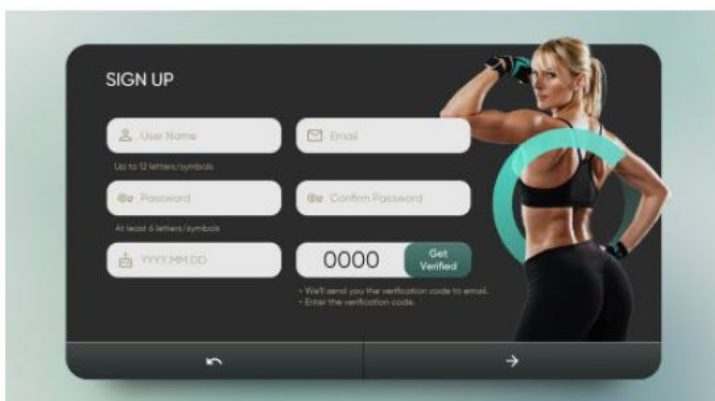 SIGN UP
User Name
Email
Up to 12 letters/symbols
Password
Confirm Password
At least 6 letters/symbols
YYYY.MM.DD
0000
Get
Verified
• We'll send you the verification code to email.
• Enter the verification code.